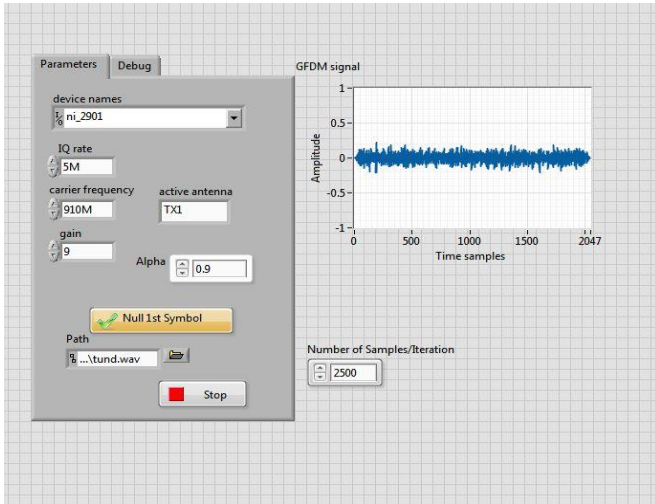 Parameters
Debug
device names
ni_2901
IQ rate
5M
carrier frequency
910M
active antenna
TX1
gain
9
Alpha
0.9
Null 1st Symbol
Path
...\tund.wav
Stop
GFDM signal
Amplitude
1
0.5
0
-0.5
-1
0
500
1000
1500
2047
Time samples
Number of Samples/Iteration
2500